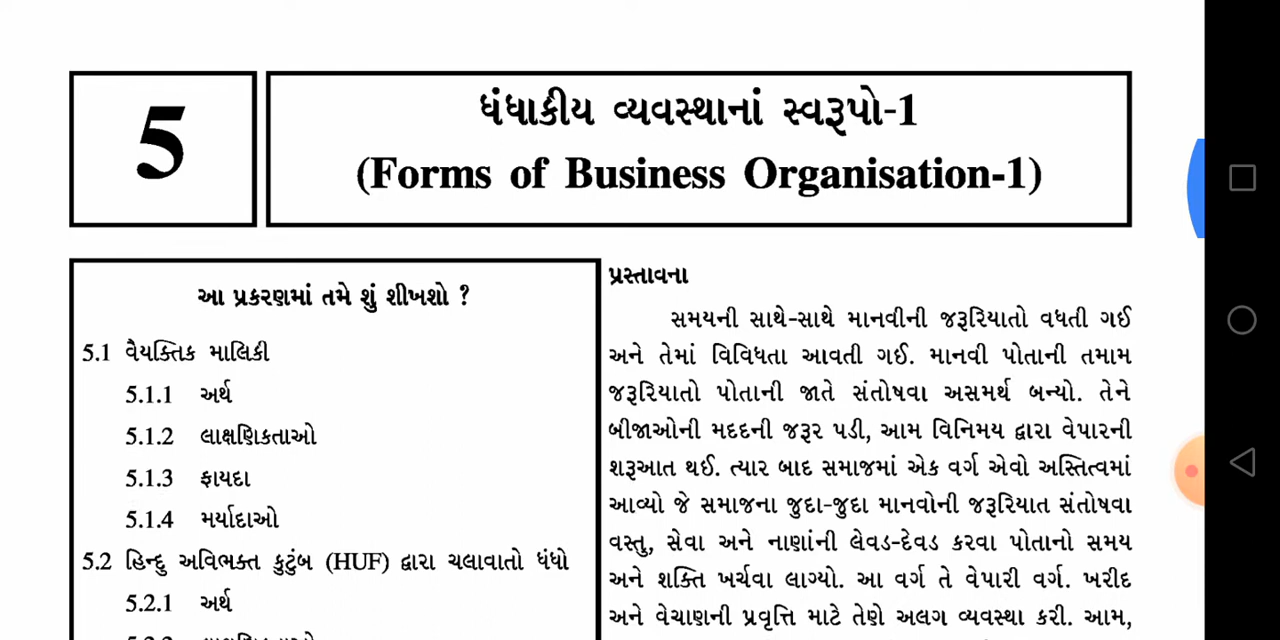 5
ધંધાકીય વ્યવસ્થાનાં સ્વરૂપો-1
(Forms of Business Organisation-1)
આ પ્રકરણમાં તમે શું શીખશો ?
5.1 વૈયક્તિક માલિકી
5.1.1 અર્થ
5.1.2 લાક્ષણિકતાઓ
5.1.3 ફાયદા
5.1.4 મર્યાદાઓ
5.2 હિન્દુ અવિભક્ત કુટુંબ (HUF) દ્વારા ચલાવાતો ધંધો
5.2.1 અર્થ
પ્રસ્તાવના
સમયની સાથે-સાથે માનવીની જરૂરિયાતો વધતી ગઈ
અને તેમાં વિવિધતા આવતી ગઈ. માનવી પોતાની તમામ
જરૂરિયાતો પોતાની જાતે સંતોષવા અસમર્થ બન્યો. તેને
બીજાઓની મદદની જરૂર પડી, આમ વિનિમય દ્વારા વેપારની
શરૂઆત થઈ. ત્યાર બાદ સમાજમાં એક વર્ગ એવો અસ્તિત્વમાં
આવ્યો જે સમાજના જુદા-જુદા માનવોની જરૂરિયાત સંતોષવા
વસ્તુ, સેવા અને નાણાંની લેવડ-દેવડ કરવા પોતાનો સમય
અને શક્તિ ખર્ચવા લાગ્યો. આ વર્ગ તે વેપારી વર્ગ. ખરીદ
અને વેચાણની પ્રવૃત્તિ માટે તેણે અલગ વ્યવસ્થા કરી. આમ,